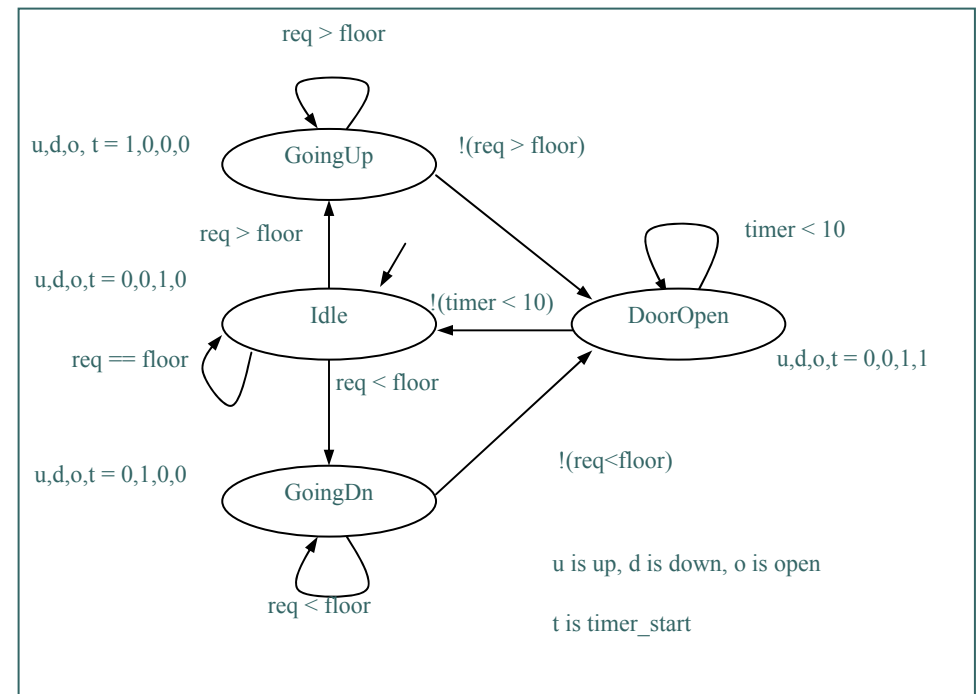 req > floor
u,d,o, t = 1,0,0,0
GoingUp
!(req > floor)
req > floor
timer < 10
u,d,o,t = 0,0,1,0
Idle
!(timer < 10)
DoorOpen
req == floor
u,d,o,t = 0,0,1,1
req < floor
u,d,o,t = 0,1,0,0
GoingDn
!(req<floor)
req < floor
u is up, d is down, o is open
t is timer_start